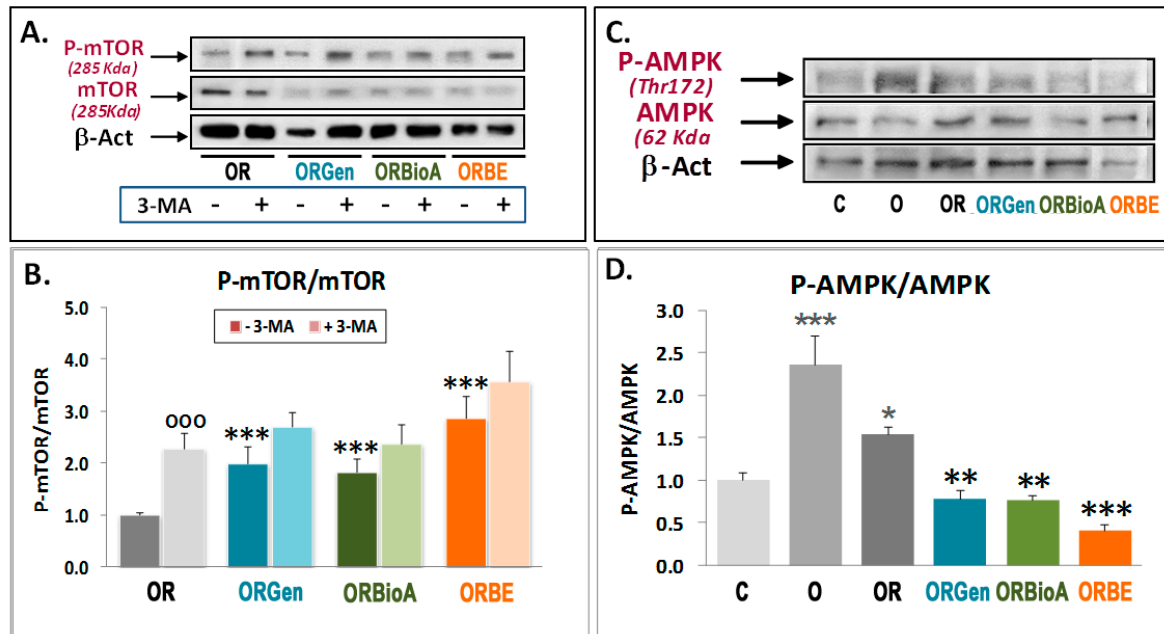 A.
P-mTOR
(285 Kda)
mTOR
(285Kda)
β-Act
OR ORGen ORBioA ORBE
3-MA - + - + - + - +
B.
P-mTOR/mTOR
- 3-MA + 3-MA
P-mTOR/mTOR
5.0
4.0
3.0
2.0
1.0
0.0
ooo
***
***
***
OR ORGen ORBioA ORBE
C.
P-AMPK
(Thr172)
AMPK
(62 Kda
β-Act
C O OR ORGen ORBioA ORBE
D.
P-AMPK/AMPK
P-AMPK/AMPK
3.0
2.5
2.0
1.5
1.0
0.5
0.0
***
*
**
**
***
C O OR ORGen ORBioA ORBE